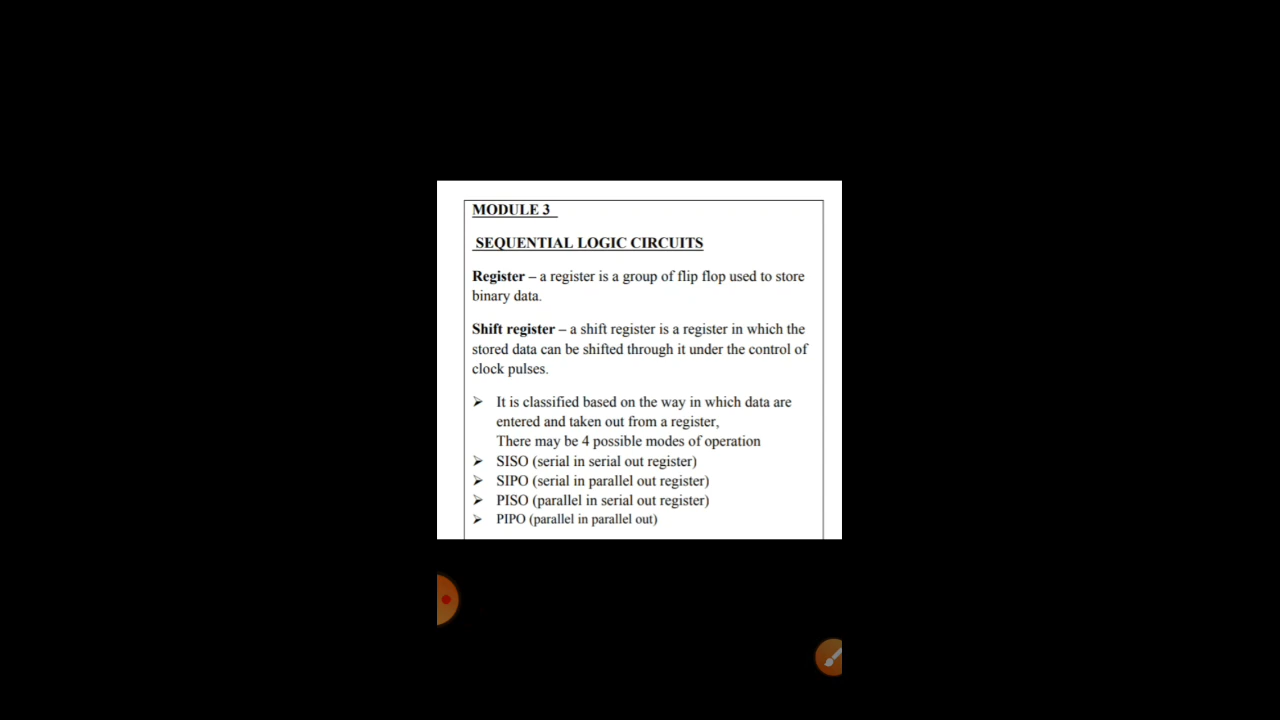 MODULE 3
SEQUENTIAL LOGIC CIRCUITS
Register – a register is a group of flip flop used to store
binary data.
Shift register – a shift register is a register in which the
stored data can be shifted through it under the control of
clock pulses.
➢ It is classified based on the way in which data are
entered and taken out from a register,
There may be 4 possible modes of operation
➢ SISO (serial in serial out register)
➢ SIPO (serial in parallel out register)
➢ PISO (parallel in serial out register)
➢ PIPO (parallel in parallel out)